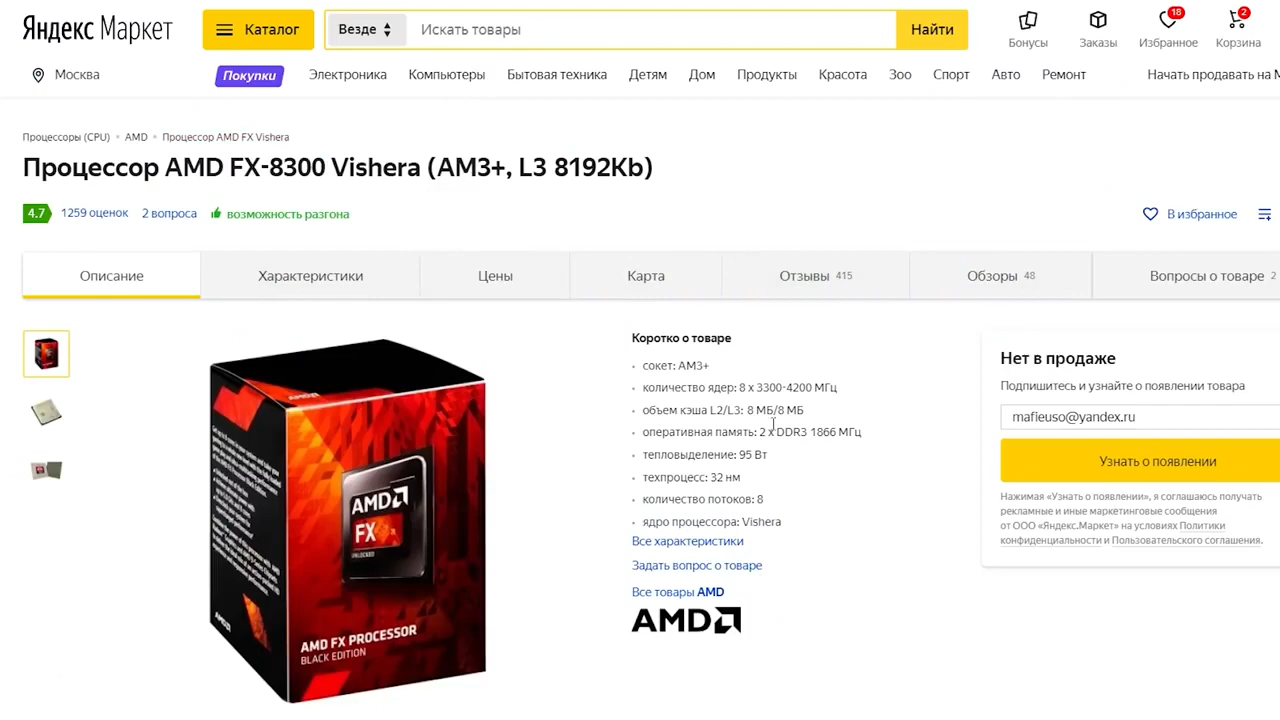 Яндекс Маркет
Каталог
Везде
Искать товары
Найти
Бонусы
Заказы
18
Избранное
2
Корзина
Москва
Покупки
Электроника
Компьютеры
Бытовая техника
Детям
Дом
Продукты
Красота
Зоо
Спорт
Авто
Ремонт
Начать продавать на М
Процессоры (CPU) • AMD • Процессор AMD FX Vishera
Процессор AMD FX-8300 Vishera (AM3+, L3 8192Kb)
4.7 1259 оценок 2 вопроса возможность разгона
В избранное
Описание
Характеристики
Цены
Карта
Отзывы 415
Обзоры 48
Вопросы о товаре 2
AMD
FX
UNLOCKED
AMD
AMD FX PROCESSOR
BLACK EDITION
Коротко о товаре
сокет: AM3+
количество ядер: 8 x 3300-4200 МГц
объем кэша L2/L3: 8 МБ/8 МБ
оперативная память: 2 x DDR3 1866 МГц
тепловыделение: 95 Вт
техпроцесс: 32 нм
количество потоков: 8
ядро процессора: Vishera
Все характеристики
Задать вопрос о товаре
Все товары AMD
AMD
Нет в продаже
Подпишитесь и узнайте о появлении товара
mafieuso@yandex.ru
Узнать о появлении
Нажимая «Узнать о появлении», я соглашаюсь получать
рекламные и иные маркетинговые сообщения
от ООО «Яндекс.Маркет» на условиях Политики
конфиденциальности и Пользовательского соглашения.